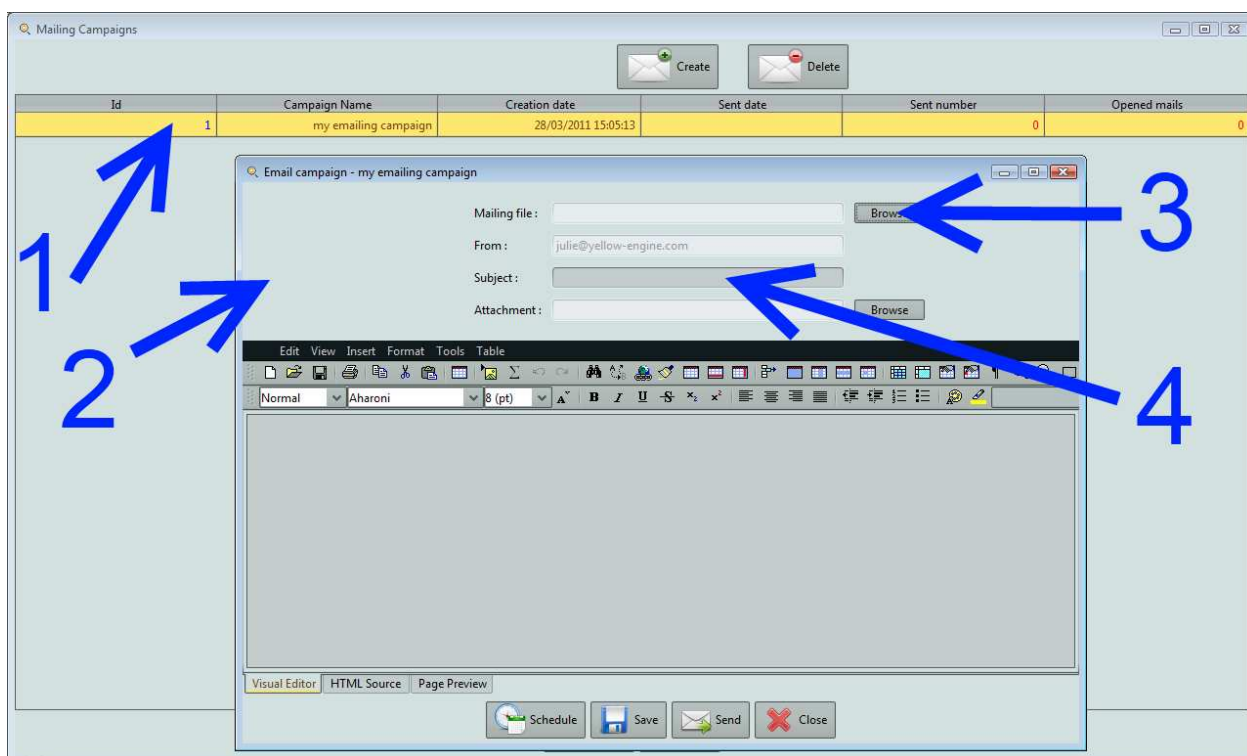 Mailing Campaigns
Create Delete
Id Campaign Name Creation date Sent date Sent number Opened mails
1 my emailing campaign 28/03/2011 15:05:13 0 0
Email campaign - my emailing campaign
Mailing file :
From : julie@yellow-engine.com
Subject :
Attachment : Browse
1
2
3
4
Edit View Insert Format Tools Table
Normal Aharoni 8 (pt) A B I U S x₂ x²
Visual Editor HTML Source Page Preview
Schedule Save Send Close